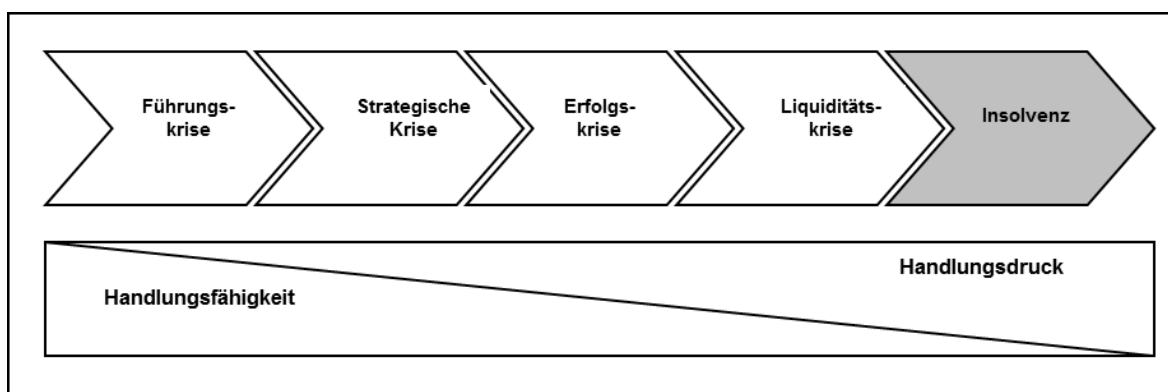 Führungs-
krise
Strategische
Krise
Erfolgs-
krise
Liquiditäts-
krise
Insolvenz
Handlungsdruck
Handlungsfähigkeit